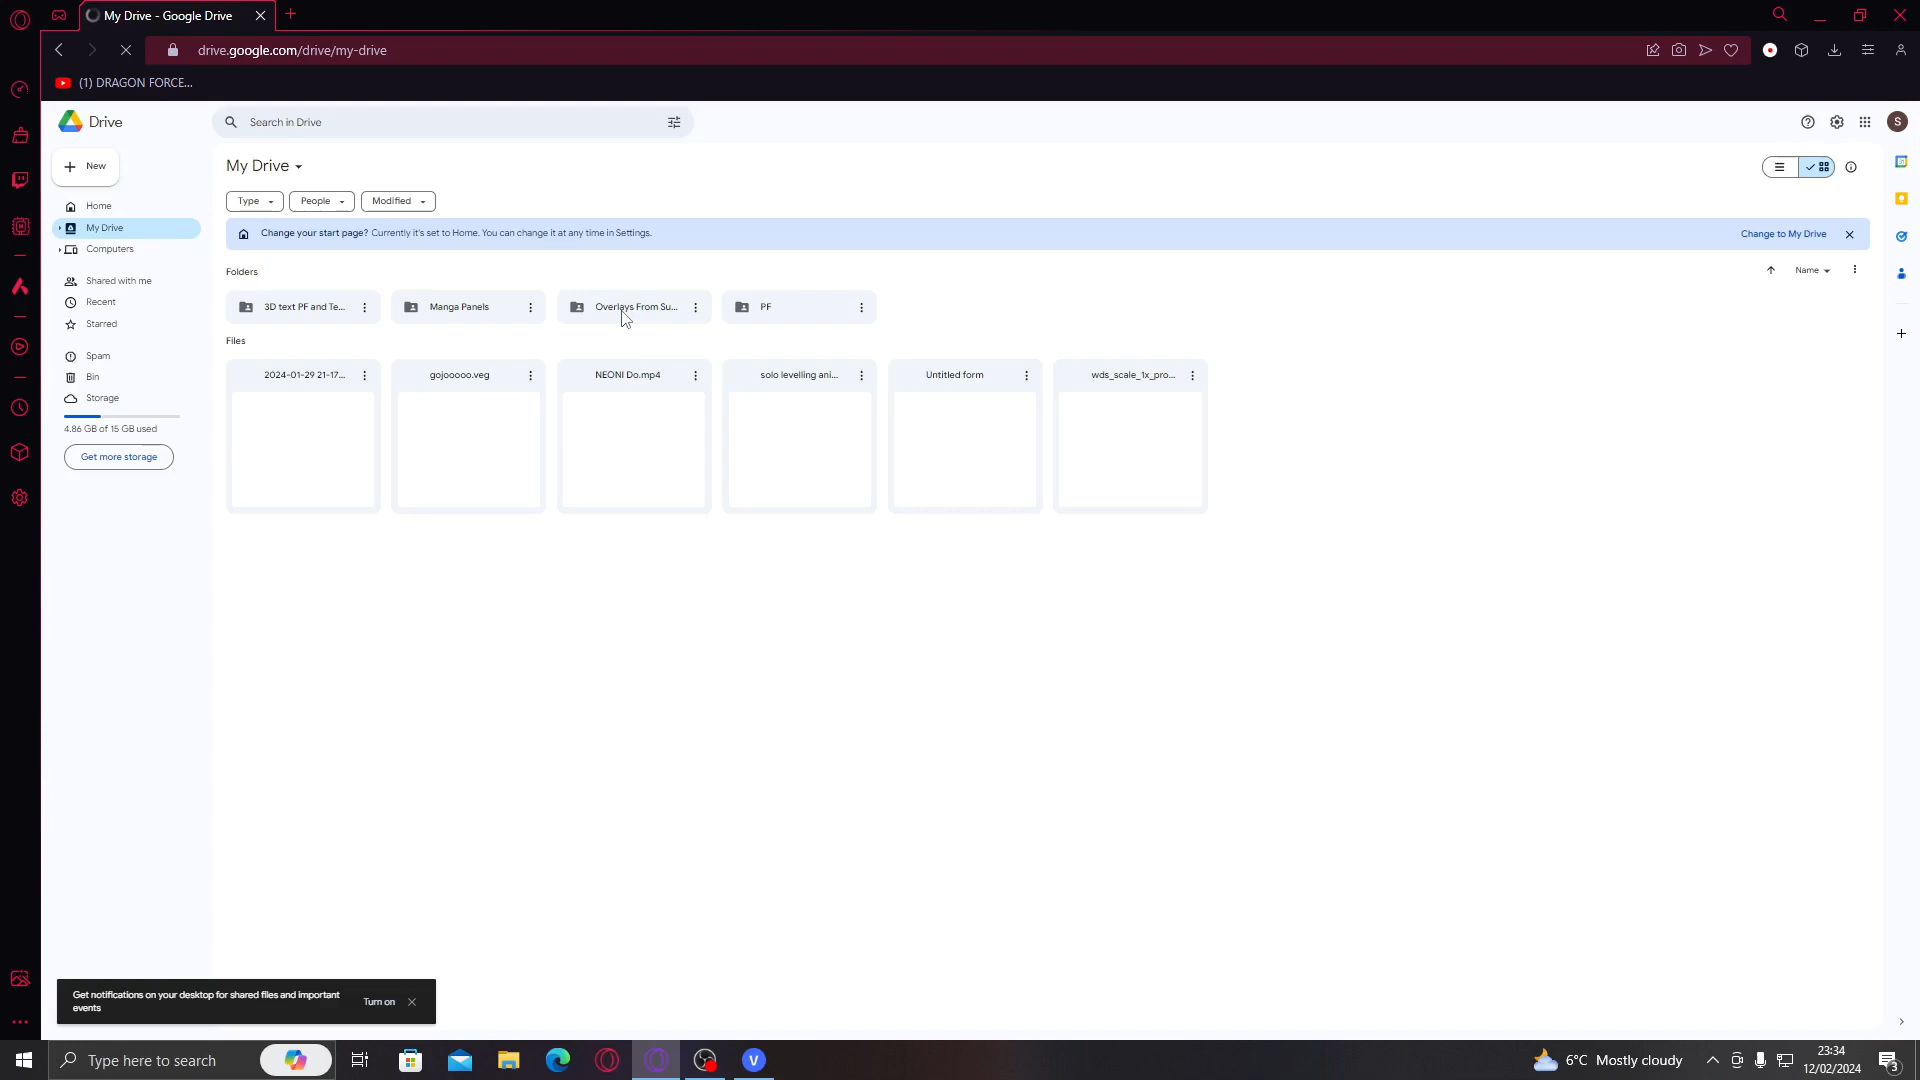 My Drive - Google Drive
drive.google.com/drive/my-drive
(1) DRAGON FORCE...
Drive
Search in Drive
S
New
My Drive
Type
People
Modified
Home
My Drive
Computers
Shared with me
Recent
Starred
Spam
Bin
Storage
4.86 GB of 15 GB used
Get more storage
Change your start page? Currently it's set to Home. You can change it at any time in Settings.
Change to My Drive
Folders
Name
3D text PF and Te...
Manga Panels
Overlays From Su...
PF
Files
2024-01-29 21-17...
gojooooo.veg
NEONI Do.mp4
solo levelling ani...
Untitled form
wds_scale_1x_pro...
Get notifications on your desktop for shared files and important
events
Turn on
Type here to search
V
6°C Mostly cloudy
23:34
12/02/2024
3